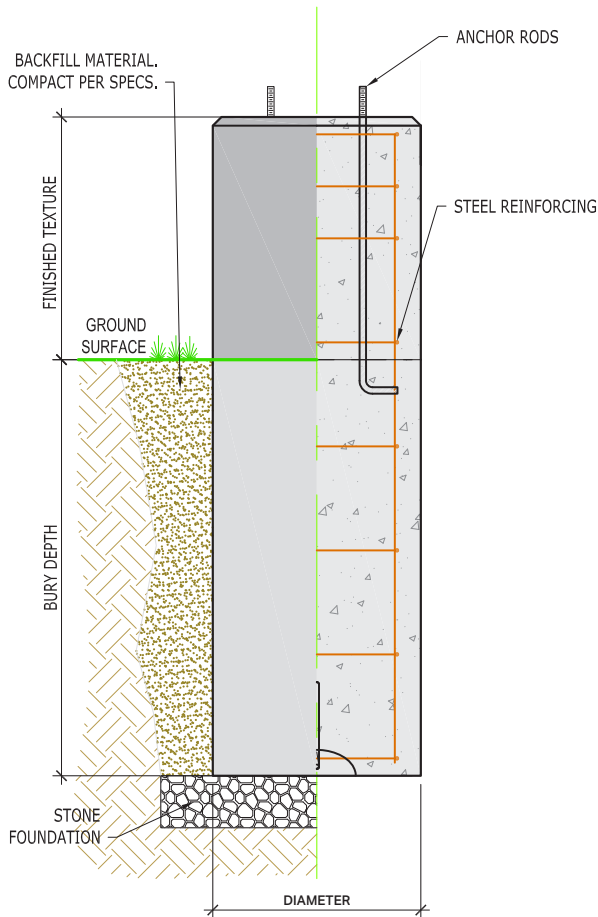 ANCHOR RODS
BACKFILL MATERIAL.
COMPACT PER SPECS.
FINISHED TEXTURE
STEEL REINFORCING
GROUND
SURFACE
BURY DEPTH
STONE
FOUNDATION
DIAMETER